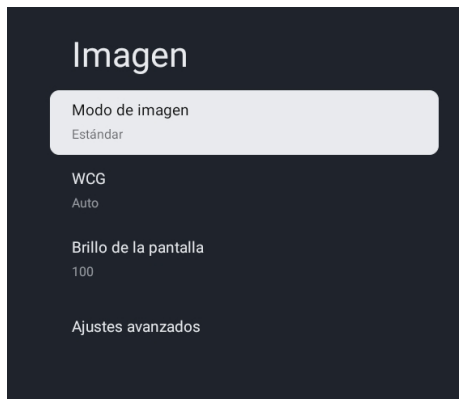 Imagen
Modo de imagen
Estándar
WCG
Auto
Brillo de la pantalla
100
Ajustes avanzados